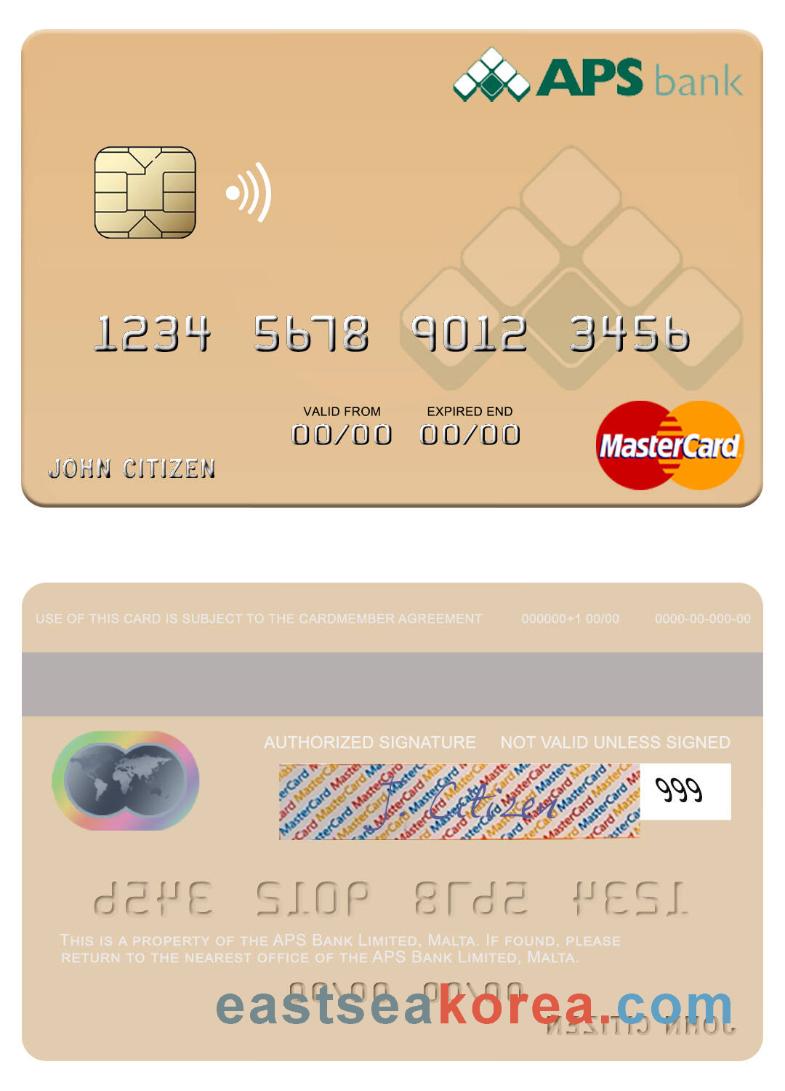 APS bank
1234 5678 9012 3456
VALID FROM EXPIRED END
00/00 00/00
MasterCard
JOHN CITIZEN
USE OF THIS CARD IS SUBJECT TO THE CARDMEMBER AGREEMENT 000000+1 00/00 0000-00-000-00
AUTHORIZED SIGNATURE NOT VALID UNLESS SIGNED
MasterCard MasterCard MasterCard
J. Citizen 999
1234 5678 9012 3456
THIS IS A PROPERTY OF THE APS BANK LIMITED, MALTA. IF FOUND, PLEASE
RETURN TO THE NEAREST OFFICE OF THE APS BANK LIMITED, MALTA.
00/00 00/00
eastseakorea.com
JOHN CITIZEN